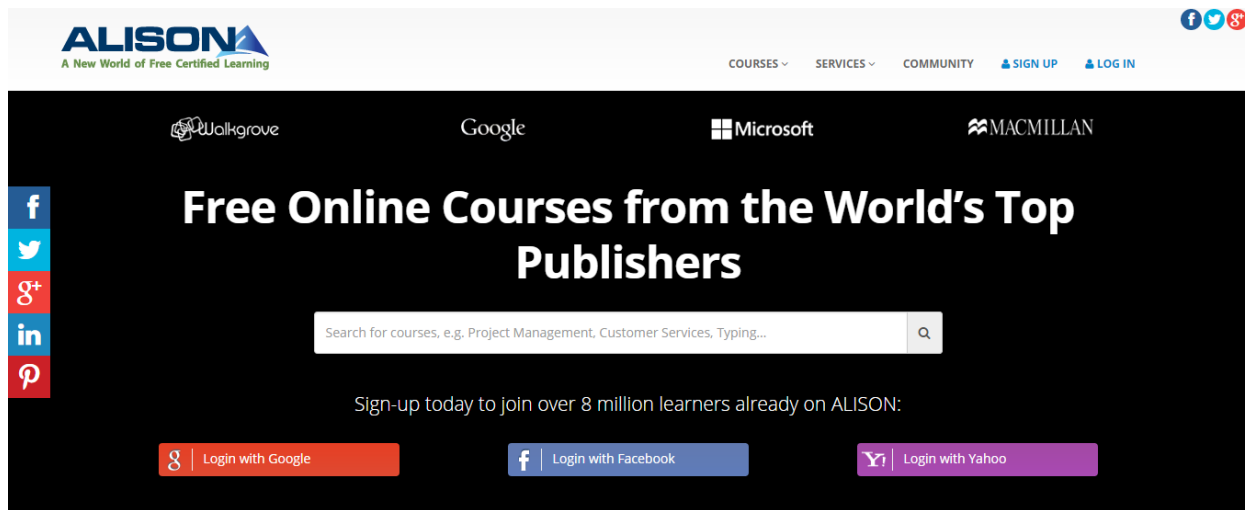 ALISON
A New World of Free Certified Learning
COURSES SERVICES COMMUNITY SIGN UP LOG IN
Walkgrove Google Microsoft MACMILLAN
Free Online Courses from the World's Top
Publishers
Search for courses, e.g. Project Management, Customer Services, Typing...
Sign-up today to join over 8 million learners already on ALISON:
Login with Google Login with Facebook Login with Yahoo